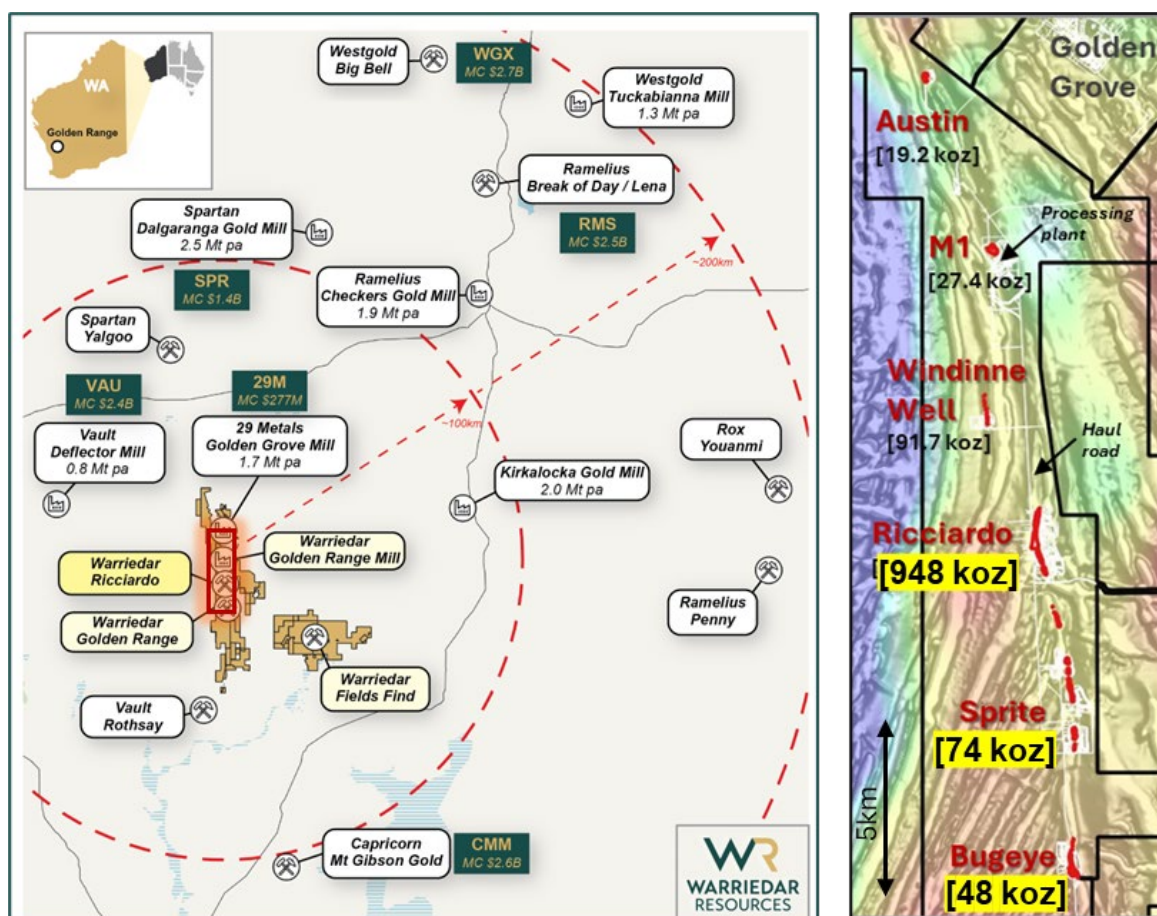 WA
Golden Range
Westgold
Big Bell
WGX
MC $2.7B
Westgold
Tuckabianna Mill
1.3 Mt pa
Ramelius
Break of Day / Lena
RMS
MC $2.5B
Spartan
Dalgaranga Gold Mill
2.5 Mt pa
SPR
MC $1.4B
Ramelius
Checkers Gold Mill
1.9 Mt pa
~200km
Spartan
Yalgoo
VAU
MC $2.4B
29M
MC $277M
Vault
Deflector Mill
0.8 Mt pa
29 Metals
Golden Grove Mill
1.7 Mt pa
~100km
Rox
Youanmi
Kirkalocka Gold Mill
2.0 Mt pa
Warriedar
Golden Range Mill
Warriedar
Ricciardo
Warriedar
Golden Range
Ramelius
Penny
Warriedar
Fields Find
Vault
Rothsay
Capricorn
Mt Gibson Gold
CMM
MC $2.6B
WR
WARRIEDAR
RESOURCES
Golden
Grove
Austin
[19.2 koz]
Processing
plant
M1
[27.4 koz]
Windinne
Well
[91.7 koz]
Haul
road
Ricciardo
[948 koz]
Sprite
[74 koz]
5km
Bugeye
[48 koz]